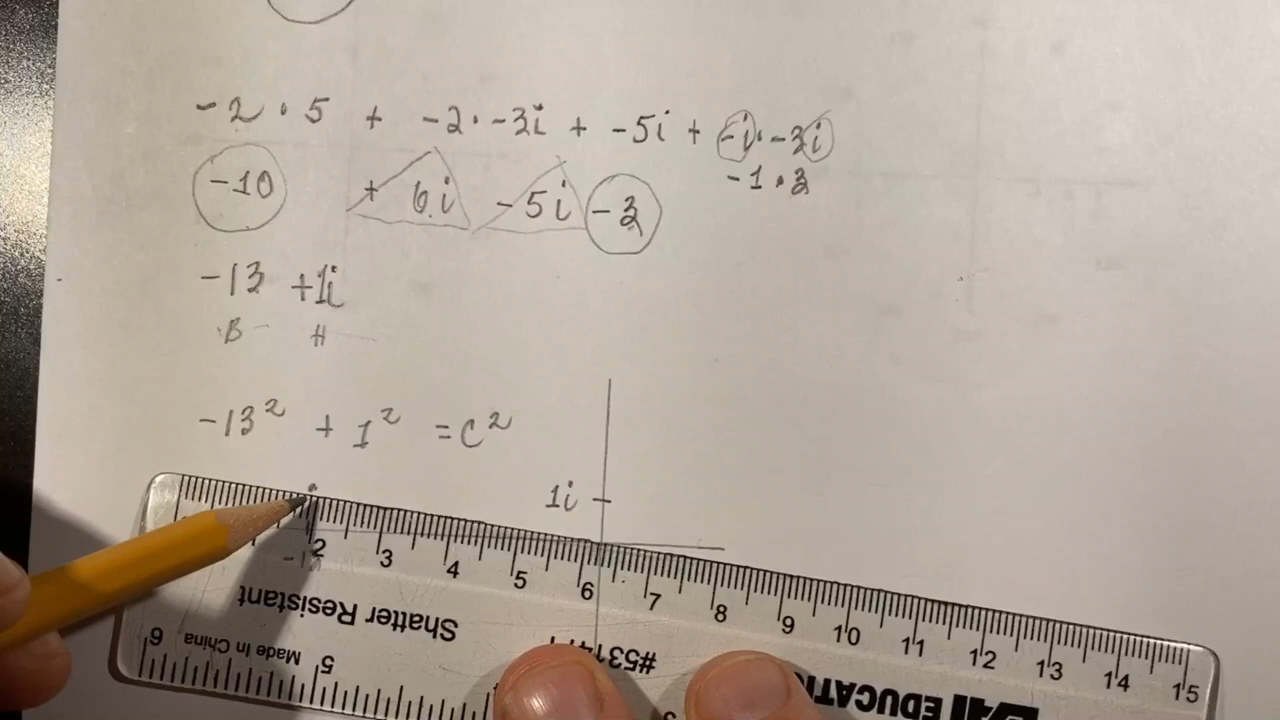 -2 · 5 + -2 · -3i + -5i + -i · -3i
-1 · 3
-10 + 6i - 5i - 3
-13 + 1i
B H
-13² + 1² = C²
1i
2 3 4 5 6 7 8 9 10 11 12 13 14 15
Shatter Resistant
Made In China
6 5